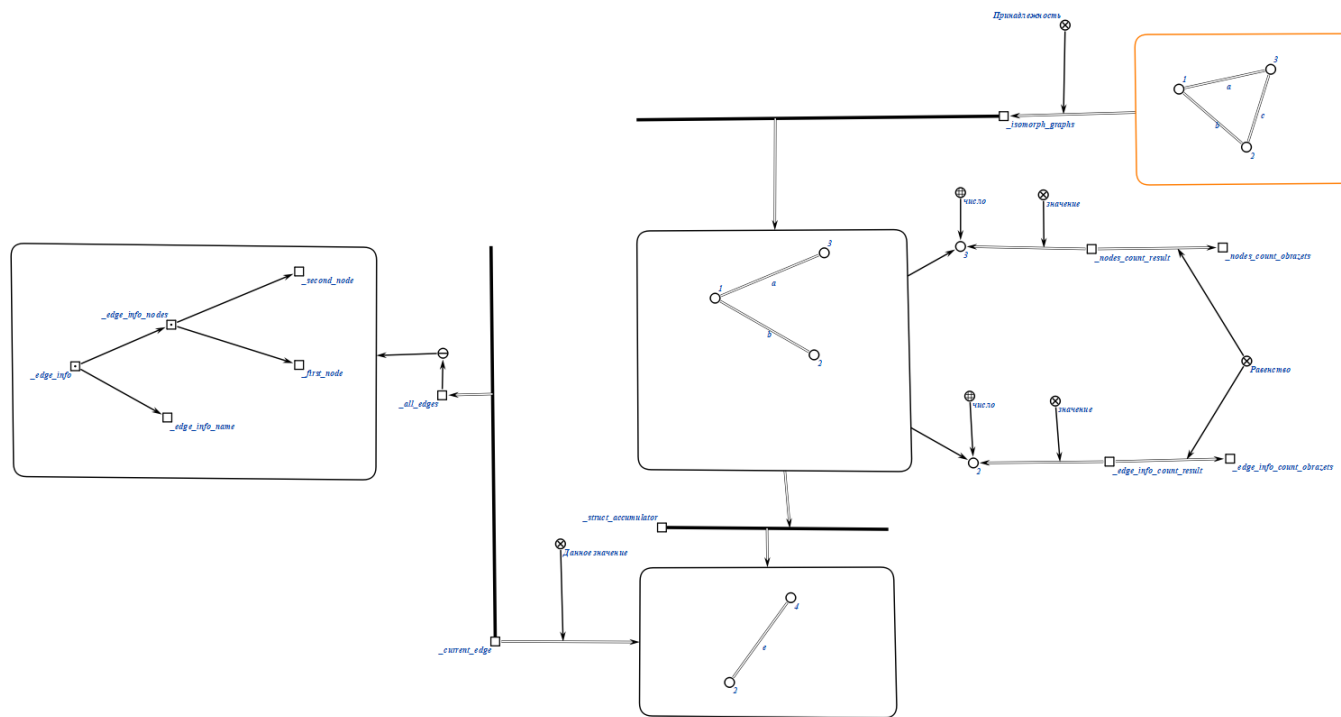 Принадлежность
3
1
a
b
c
2
_isomorph_graphs
число
значение
3
_nodes_count_result
_nodes_count_obrazets
3
1
a
b
2
_second_node
_edge_info_nodes
_first_node
_edge_info
_edge_info_name
_all_edges
Равенство
число
значение
2
_edge_info_count_result
_edge_info_count_obrazets
_struct_accumulator
Данное значение
4
e
2
_current_edge